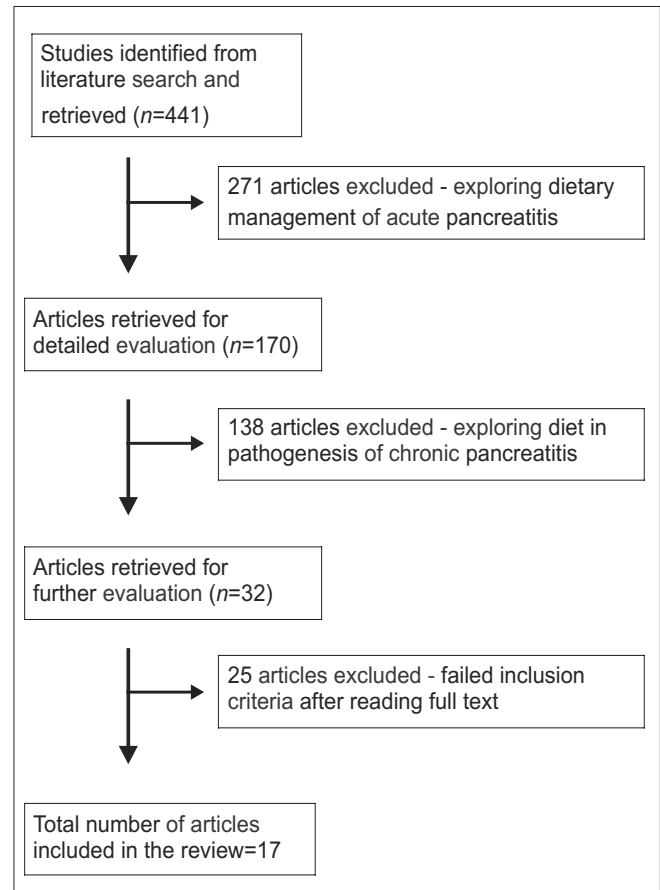 Studies identified from
literature search and
retrieved (n=441)
271 articles excluded - exploring dietary
management of acute pancreatitis
Articles retrieved for
detailed evaluation (n=170)
138 articles excluded - exploring diet in
pathogenesis of chronic pancreatitis
Articles retrieved for
further evaluation (n=32)
25 articles excluded - failed inclusion
criteria after reading full text
Total number of articles
included in the review=17